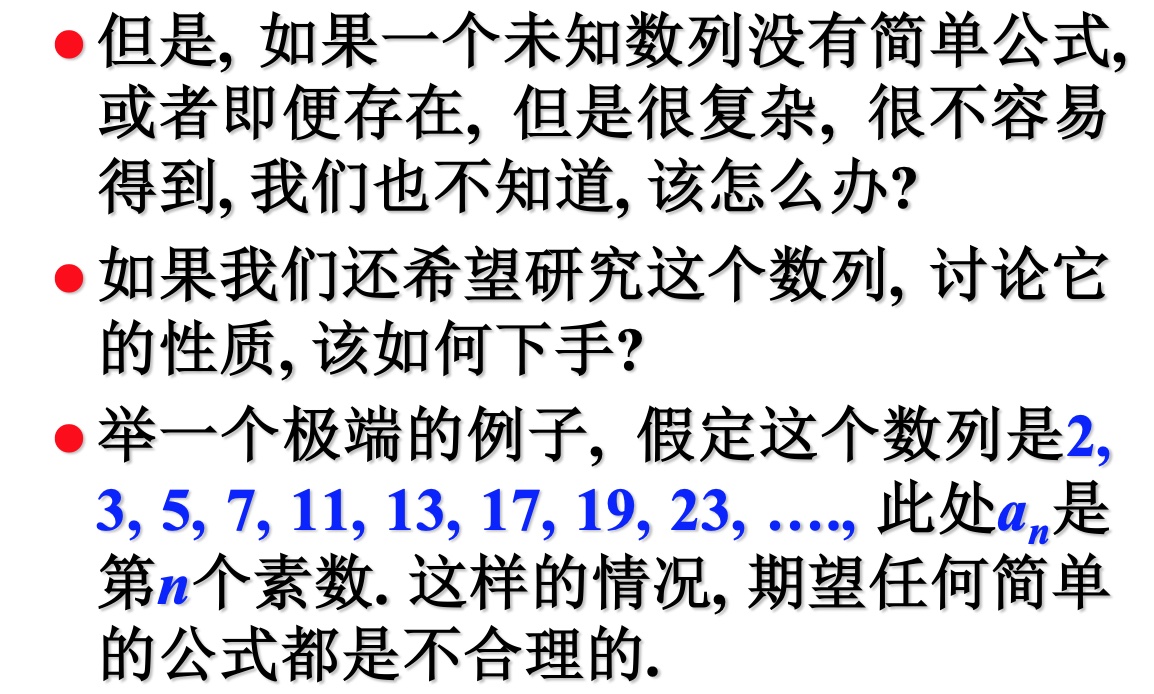 ● 但是, 如果一个未知数列没有简单公式,
或者即便存在, 但是很复杂, 很不容易
得到, 我们也不知道, 该怎么办?
● 如果我们还希望研究这个数列, 讨论它
的性质, 该如何下手?
● 举一个极端的例子, 假定这个数列是2,
3, 5, 7, 11, 13, 17, 19, 23, …., 此处aₙ是
第n个素数. 这样的情况, 期望任何简单
的公式都是不合理的.